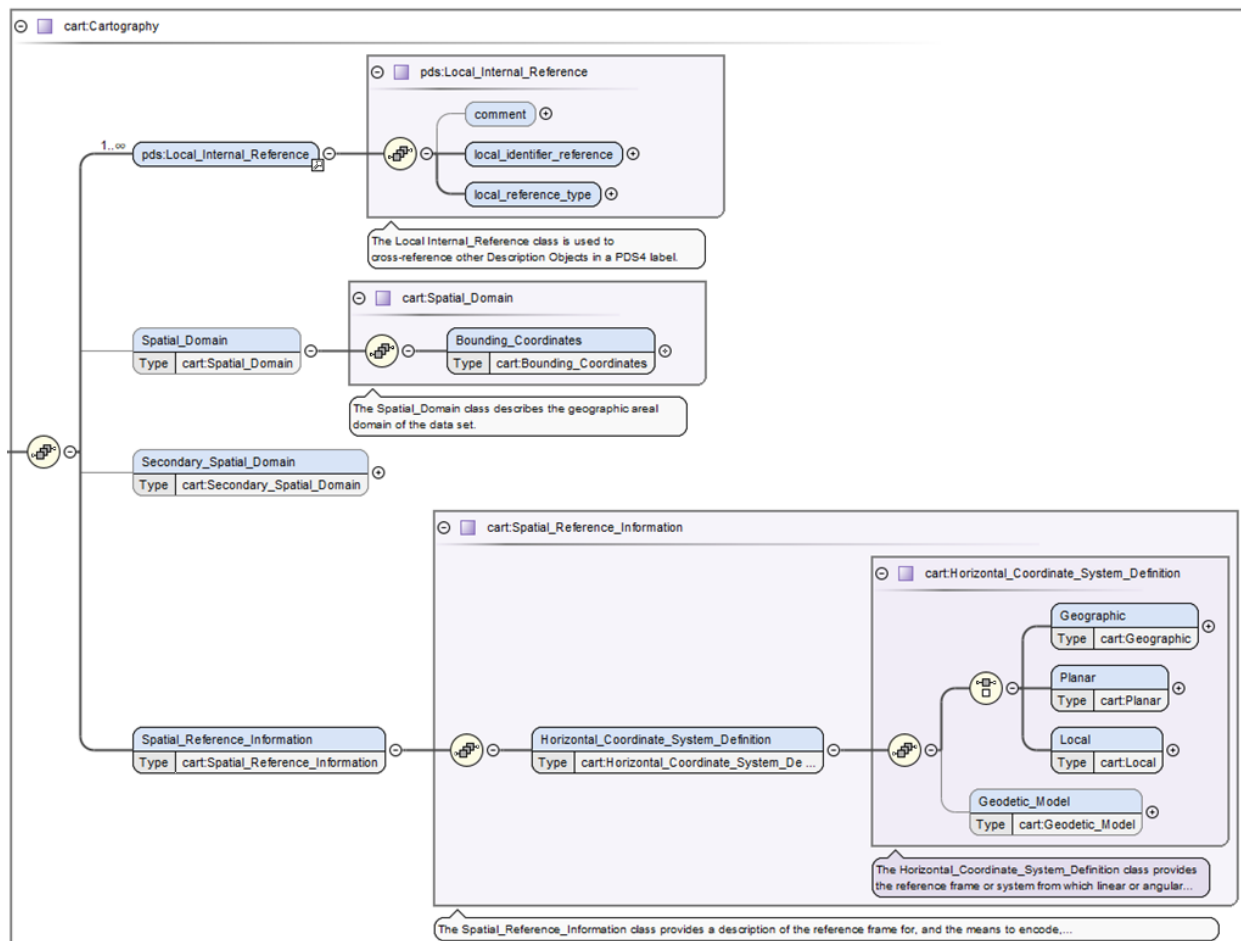 cart:Cartography
pds:Local_Internal_Reference
comment
1..∞
pds:Local_Internal_Reference
local_identifier_reference
local_reference_type
The Local Internal_Reference class is used to
cross-reference other Description Objects in a PDS4 label.
cart:Spatial_Domain
Spatial_Domain
Type cart:Spatial_Domain
Bounding_Coordinates
Type cart:Bounding_Coordinates
The Spatial_Domain class describes the geographic areal
domain of the data set.
Secondary_Spatial_Domain
Type cart:Secondary_Spatial_Domain
cart:Spatial_Reference_Information
cart:Horizontal_Coordinate_System_Definition
Geographic
Type cart:Geographic
Planar
Type cart:Planar
Spatial_Reference_Information
Type cart:Spatial_Reference_Information
Horizontal_Coordinate_System_Definition
Type cart:Horizontal_Coordinate_System_De ...
Local
Type cart:Local
Geodetic_Model
Type cart:Geodetic_Model
The Horizontal_Coordinate_System_Definition class provides
the reference frame or system from which linear or angular...
The Spatial_Reference_Information class provides a description of the reference frame for, and the means to encode,...